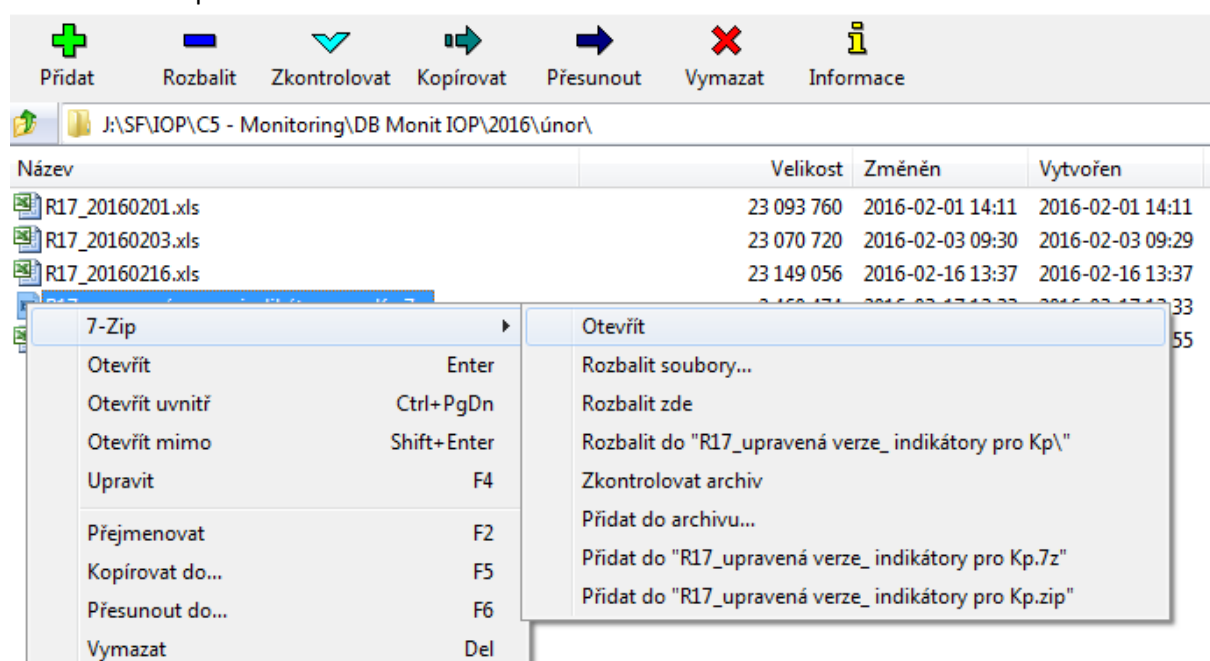 Přidat Rozbalit Zkontrolovat Kopírovat Přesunout Vymazat Informace
J:\SF\IOP\C5 - Monitoring\DB Monit IOP\2016\únor\
Název Velikost Změněn Vytvořen
R17_20160201.xls 23 093 760 2016-02-01 14:11 2016-02-01 14:11
R17_20160203.xls 23 070 720 2016-02-03 09:30 2016-02-03 09:29
R17_20160216.xls 23 149 056 2016-02-16 13:37 2016-02-16 13:37
33
55
7-Zip
Otevřít Enter
Otevřít uvnitř Ctrl+PgDn
Otevřít mimo Shift+Enter
Upravit F4
Přejmenovat F2
Kopírovat do... F5
Přesunout do... F6
Vymazat Del
Otevřít
Rozbalit soubory...
Rozbalit zde
Rozbalit do "R17_upravená verze_ indikátory pro Kp\"
Zkontrolovat archiv
Přidat do archivu...
Přidat do "R17_upravená verze_ indikátory pro Kp.7z"
Přidat do "R17_upravená verze_ indikátory pro Kp.zip"